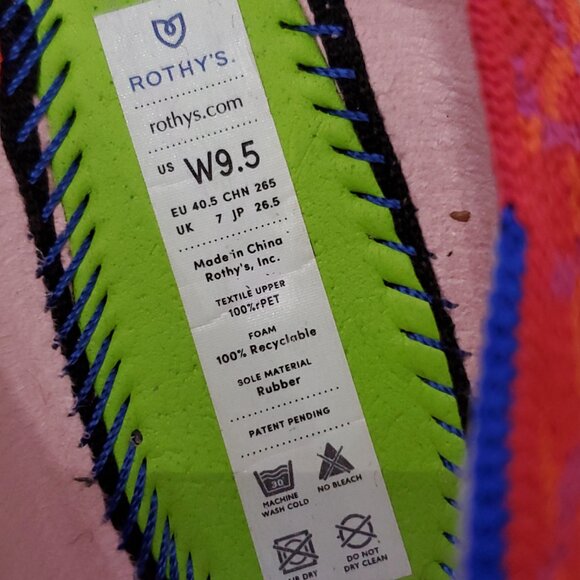 ROTHY'S.
rothys.com
US W9.5
EU 40.5 CHN 265
UK 7 JP 26.5
Made in China
Rothy's, Inc.
TEXTILE UPPER
100%rPET
FOAM
100% Recyclable
SOLE MATERIAL
Rubber
PATENT PENDING
30°
MACHINE WASH COLD
NO BLEACH
AIR DRY
DO NOT DRY CLEAN